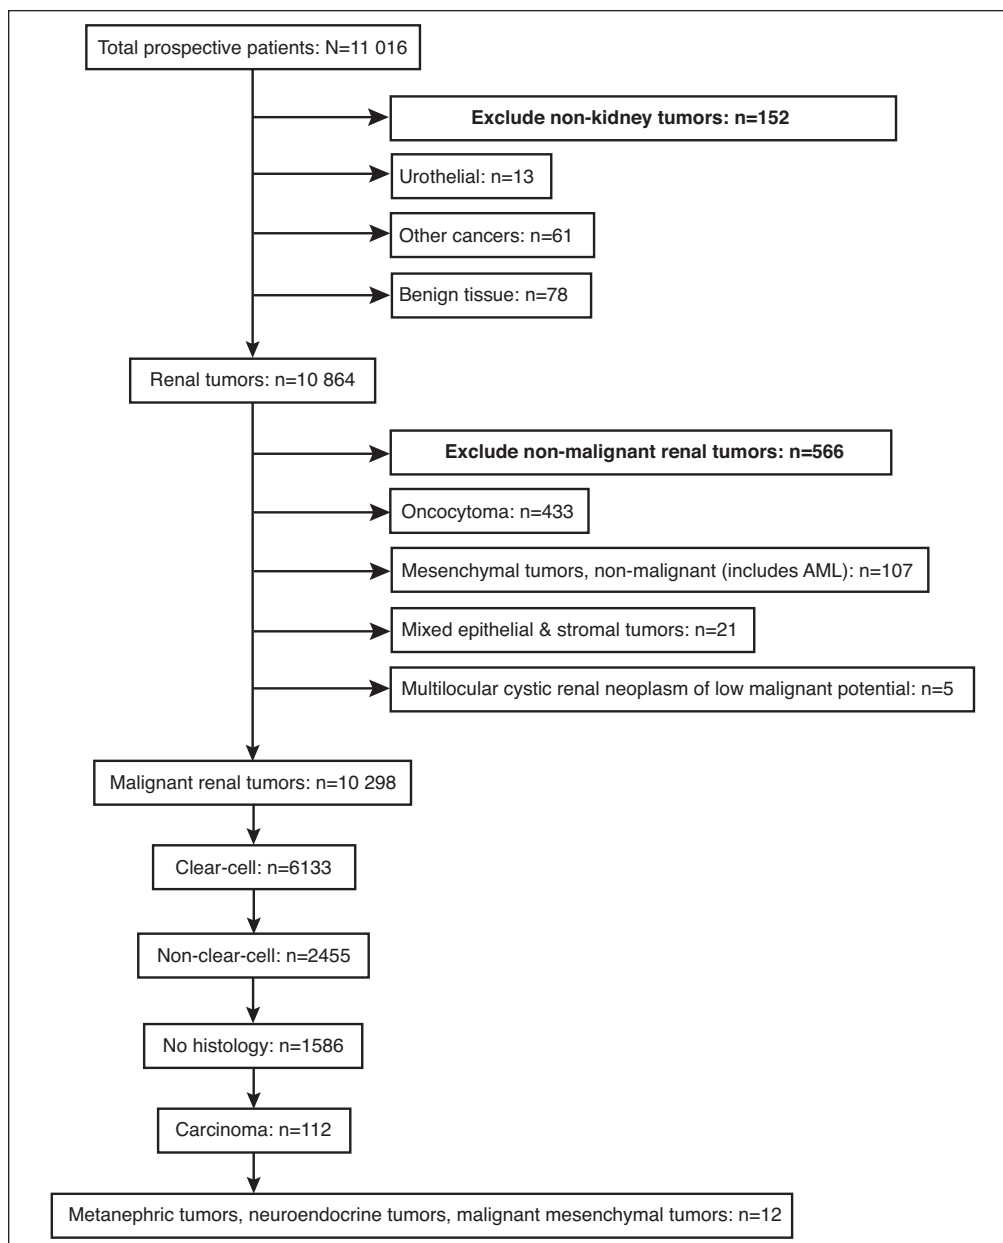 Total prospective patients: N=11 016
Exclude non-kidney tumors: n=152
Urothelial: n=13
Other cancers: n=61
Benign tissue: n=78
Renal tumors: n=10 864
Exclude non-malignant renal tumors: n=566
Oncocytoma: n=433
Mesenchymal tumors, non-malignant (includes AML): n=107
Mixed epithelial & stromal tumors: n=21
Multilocular cystic renal neoplasm of low malignant potential: n=5
Malignant renal tumors: n=10 298
Clear-cell: n=6133
Non-clear-cell: n=2455
No histology: n=1586
Carcinoma: n=112
Metanephric tumors, neuroendocrine tumors, malignant mesenchymal tumors: n=12